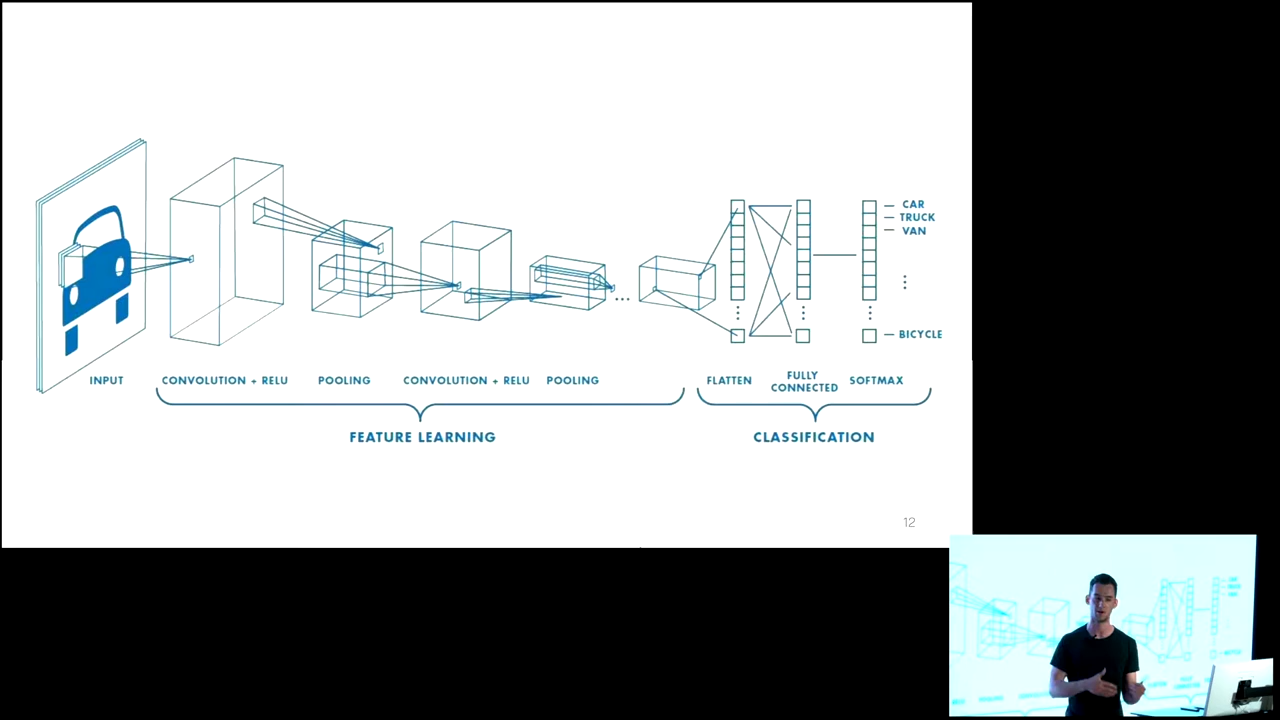 CAR
TRUCK
VAN
BICYCLE
INPUT
CONVOLUTION + RELU
POOLING
CONVOLUTION + RELU
POOLING
FLATTEN
FULLY
CONNECTED
SOFTMAX
FEATURE LEARNING
CLASSIFICATION
12